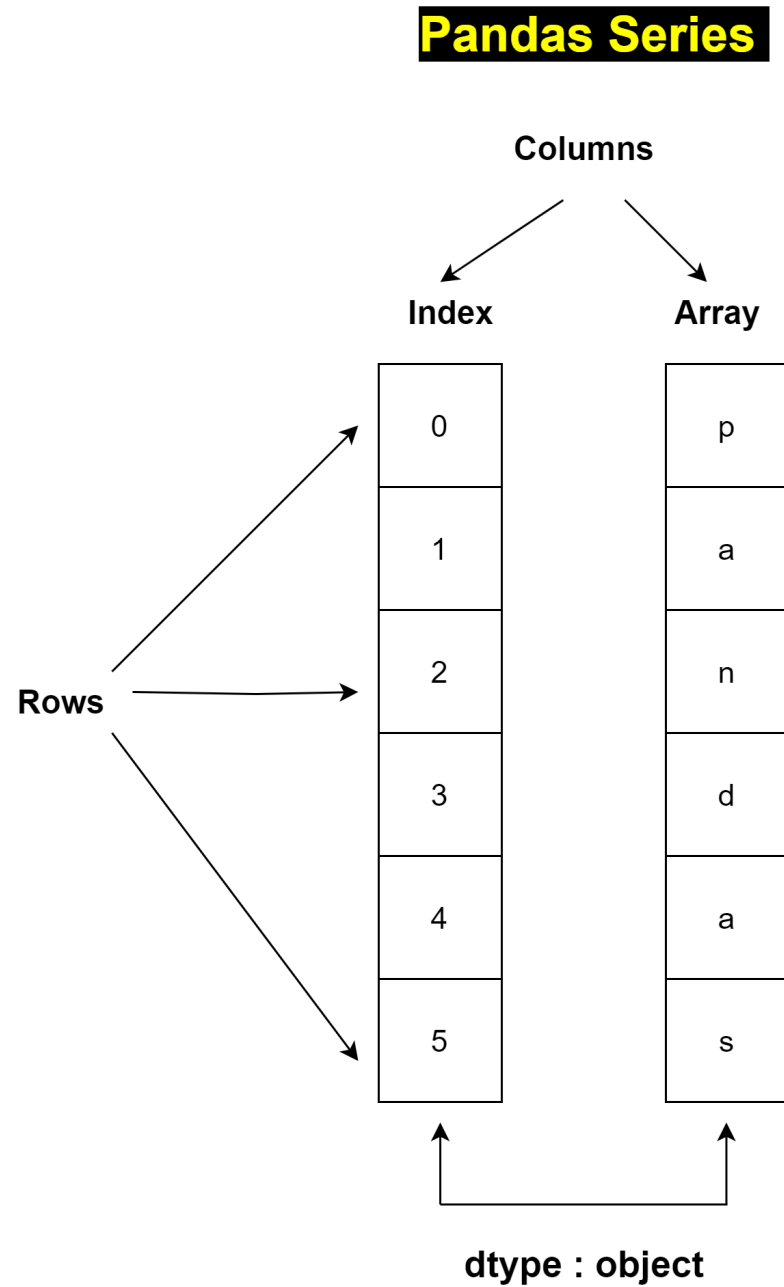 Pandas Series
Columns
Index Array
0 p
1 a
2 n
Rows
3 d
4 a
5 s
dtype : object